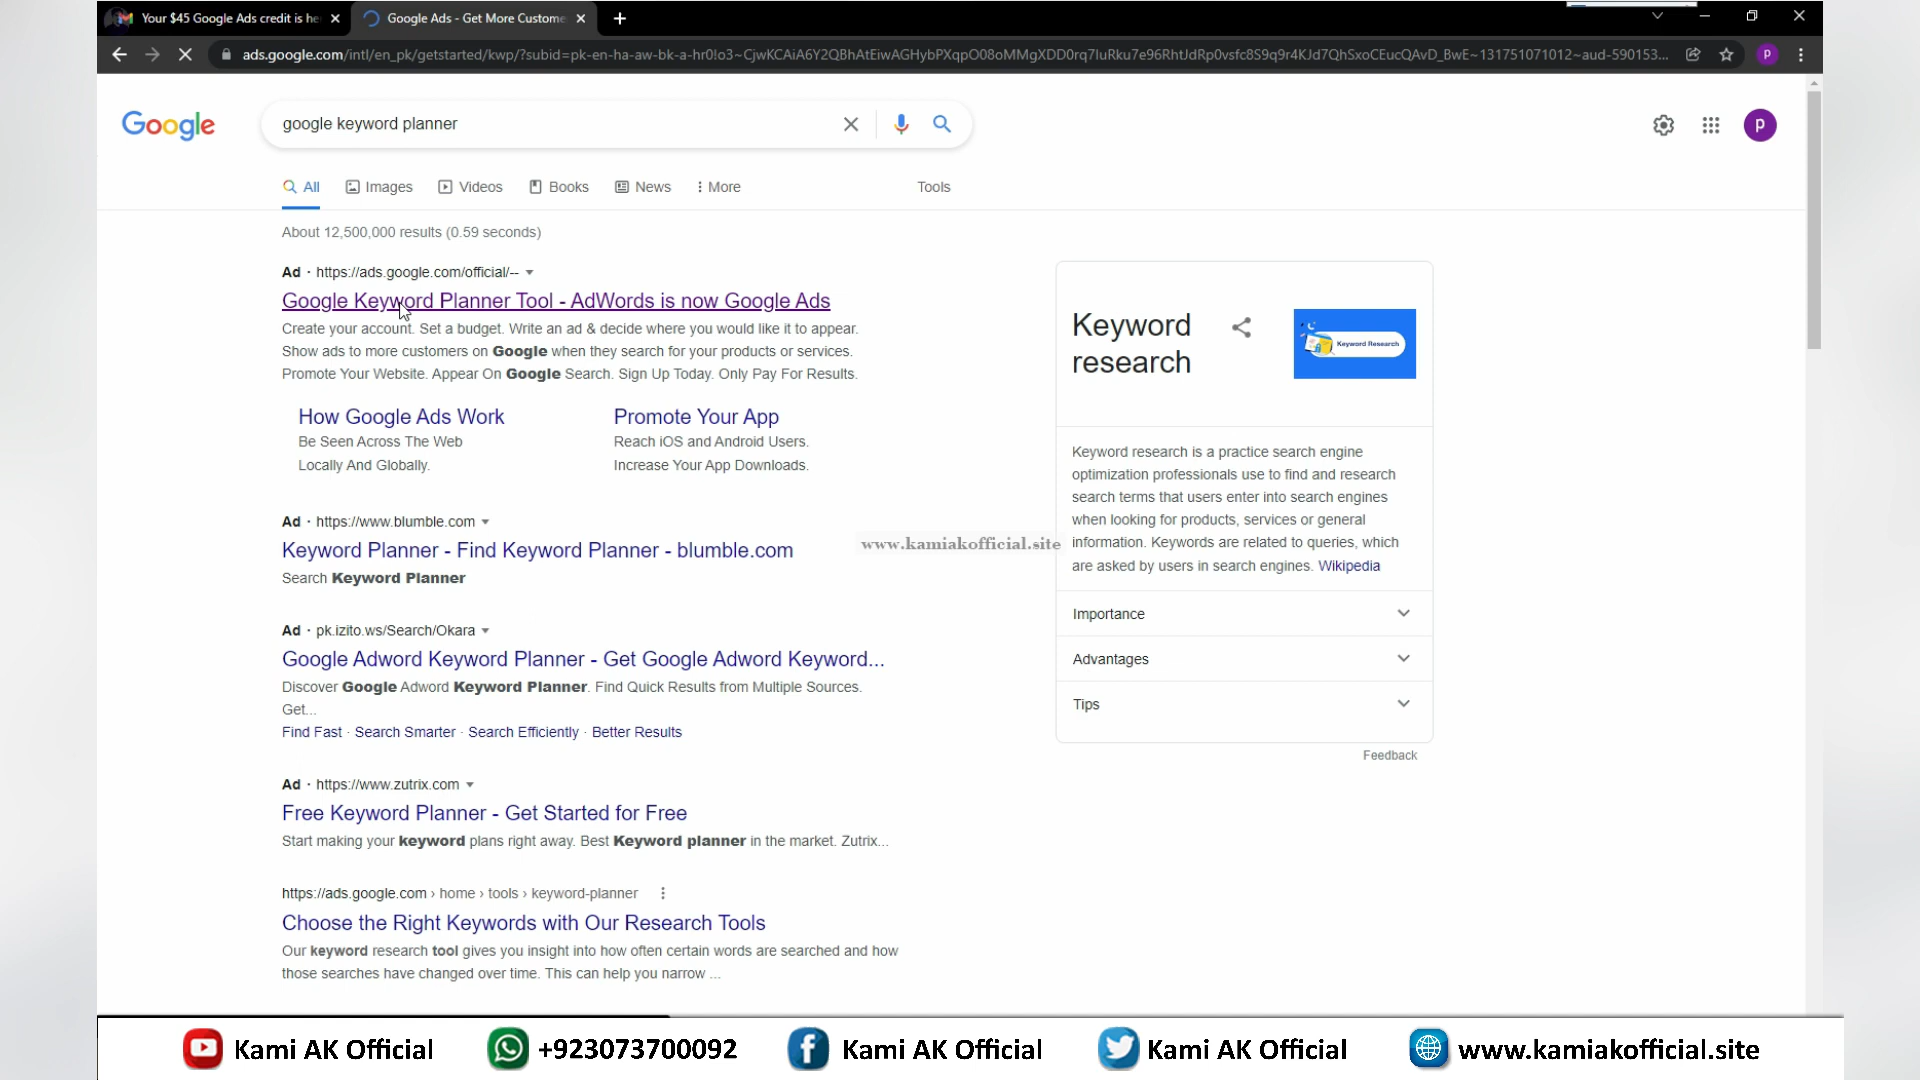 Your $45 Google Ads credit is he
Google Ads - Get More Custome
ads.google.com/intl/en_pk/getstarted/kwp/?subid=pk-en-ha-aw-bk-a-hr0!o3~CjwKCAiA6Y2QBhAtEiwAGHybPXqpO08oMMgXDD0rq7IuRku7e96RhtJdRp0vsfc8S9q9r4KJd7QhSxoCEucQAvD_BwE~131751071012~aud-590153...
p
Google
google keyword planner
p
All
Images
Videos
Books
News
More
Tools
About 12,500,000 results (0.59 seconds)
Ad · https://ads.google.com/official/--
Google Keyword Planner Tool - AdWords is now Google Ads
Create your account. Set a budget. Write an ad & decide where you would like it to appear.
Show ads to more customers on Google when they search for your products or services.
Promote Your Website. Appear On Google Search. Sign Up Today. Only Pay For Results.
How Google Ads Work
Be Seen Across The Web
Locally And Globally.
Promote Your App
Reach iOS and Android Users.
Increase Your App Downloads.
Ad · https://www.blumble.com
Keyword Planner - Find Keyword Planner - blumble.com
Search Keyword Planner
Ad · pk.izito.ws/Search/Okara
Google Adword Keyword Planner - Get Google Adword Keyword...
Discover Google Adword Keyword Planner. Find Quick Results from Multiple Sources.
Get...
Find Fast · Search Smarter · Search Efficiently · Better Results
Ad · https://www.zutrix.com
Free Keyword Planner - Get Started for Free
Start making your keyword plans right away. Best Keyword planner in the market. Zutrix...
https://ads.google.com › home › tools › keyword-planner
Choose the Right Keywords with Our Research Tools
Our keyword research tool gives you insight into how often certain words are searched and how
those searches have changed over time. This can help you narrow ...
www.kamiakofficial.site
Keyword
research
Keyword Research
Keyword research is a practice search engine
optimization professionals use to find and research
search terms that users enter into search engines
when looking for products, services or general
information. Keywords are related to queries, which
are asked by users in search engines. Wikipedia
Importance
Advantages
Tips
Feedback
Kami AK Official
+923073700092
Kami AK Official
Kami AK Official
www.kamiakofficial.site